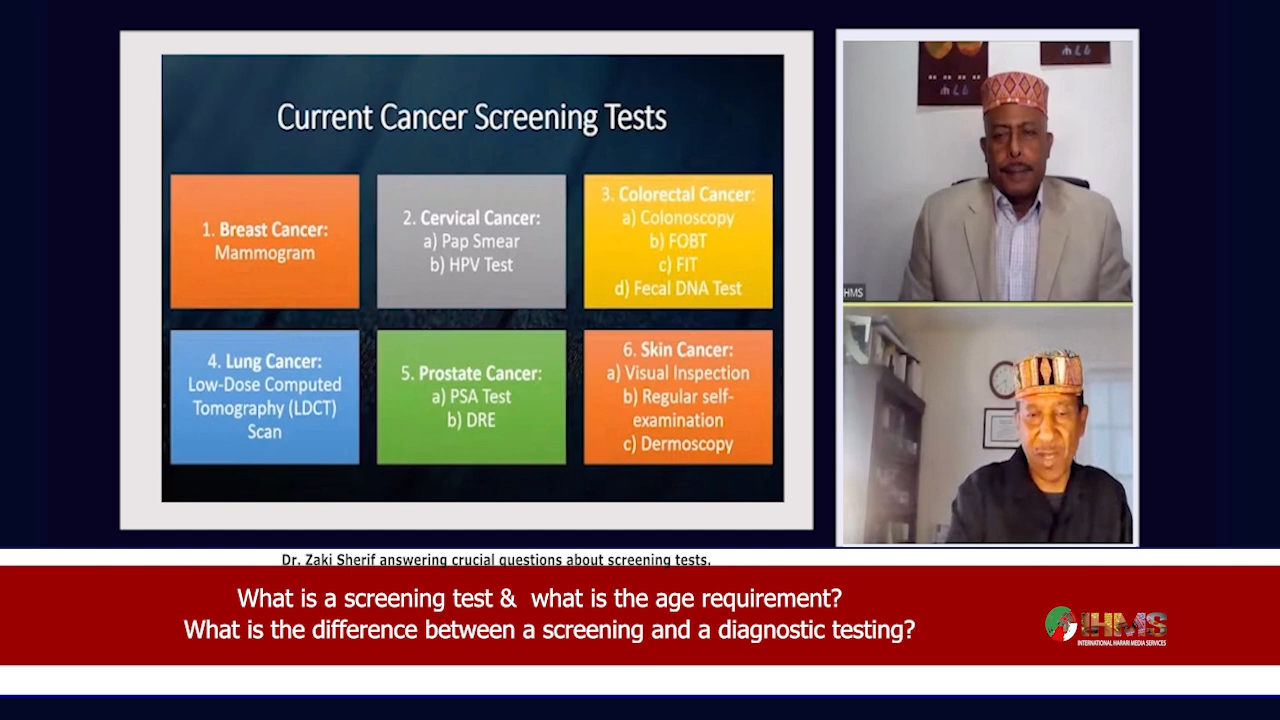 Current Cancer Screening Tests
1. Breast Cancer:
Mammogram
2. Cervical Cancer:
a) Pap Smear
b) HPV Test
3. Colorectal Cancer:
a) Colonoscopy
b) FOBT
c) FIT
d) Fecal DNA Test
4. Lung Cancer:
Low-Dose Computed
Tomography (LDCT)
Scan
5. Prostate Cancer:
a) PSA Test
b) DRE
6. Skin Cancer:
a) Visual Inspection
b) Regular self-
examination
c) Dermoscopy
HMS
Dr. Zaki Sherif answering crucial questions about screening tests.
What is a screening test & what is the age requirement?
What is the difference between a screening and a diagnostic testing?
IHMS
INTERNATIONAL HARARI MEDIA SERVICES